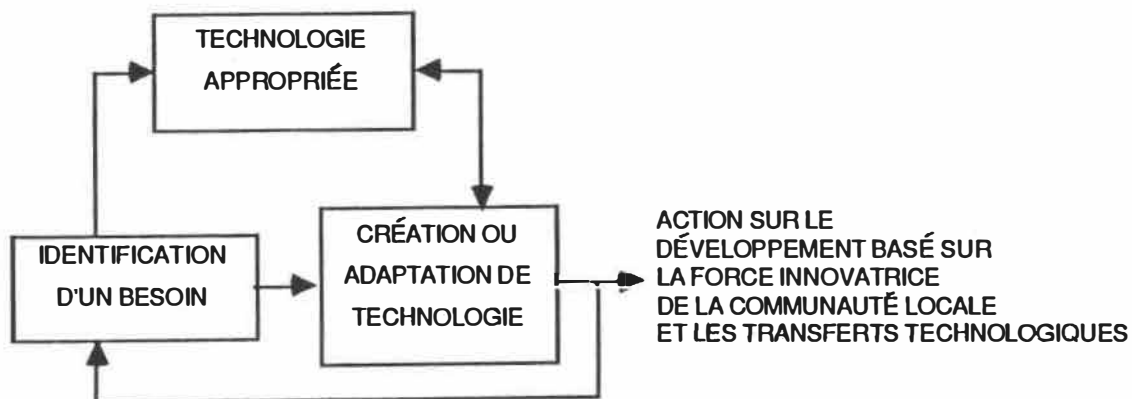 TECHNOLOGIE
APPROPRIÉE
IDENTIFICATION
D'UN BESOIN
CRÉATION OU
ADAPTATION DE
TECHNOLOGIE
ACTION SUR LE
DÉVELOPPEMENT BASÉ SUR
LA FORCE INNOVATRICE
DE LA COMMUNAUTÉ LOCALE
ET LES TRANSFERTS TECHNOLOGIQUES